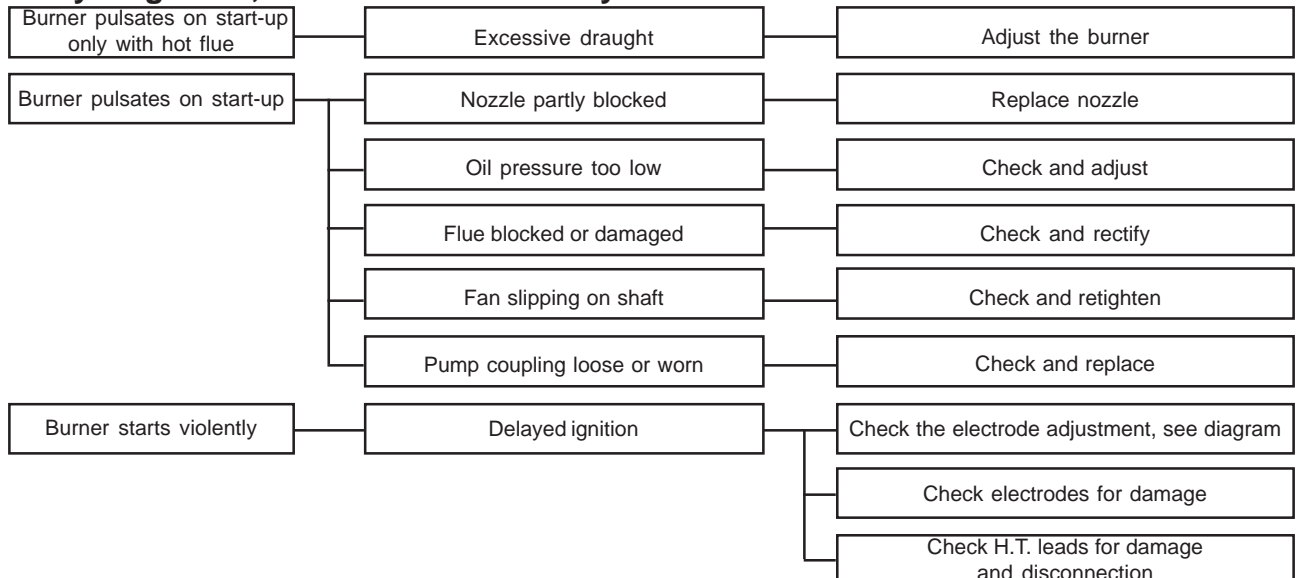 Burner pulsates on start-up
only with hot flue
Excessive draught
Adjust the burner
Burner pulsates on start-up
Nozzle partly blocked
Replace nozzle
Oil pressure too low
Check and adjust
Flue blocked or damaged
Check and rectify
Fan slipping on shaft
Check and retighten
Pump coupling loose or worn
Check and replace
Burner starts violently
Delayed ignition
Check the electrode adjustment, see diagram
Check electrodes for damage
Check H.T. leads for damage
and disconnection